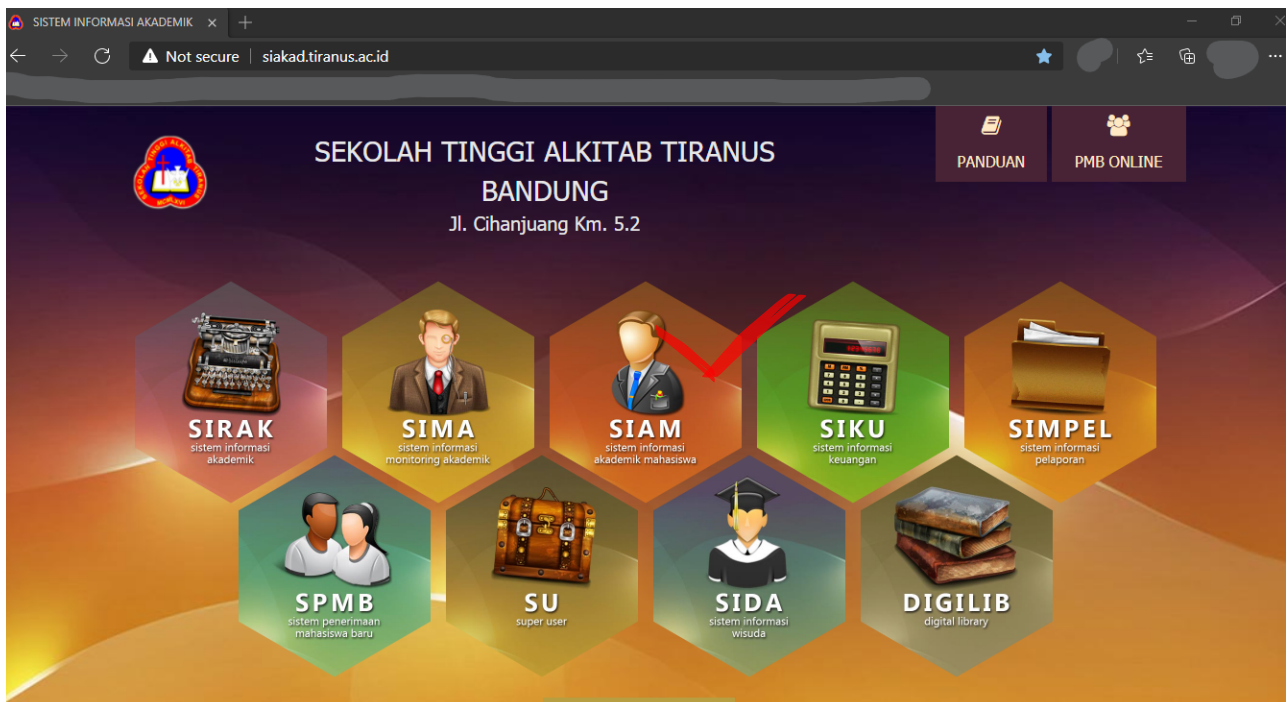 SISTEM INFORMASI AKADEMIK
Not secure
siakad.tiranus.ac.id
SEKOLAH TINGGI ALKITAB TIRANUS
BANDUNG
Jl. Cihanjuang Km. 5.2
PANDUAN
PMB ONLINE
SIRAK
sistem informasi
akademik
SIMA
sistem informasi
monitoring akademik
SIAM
sistem informasi
akademik mahasiswa
SIKU
sistem informasi
keuangan
SIMPEL
sistem informasi
pelaporan
SPMB
sistem penerimaan
mahasiswa baru
SU
super user
SIDA
sistem informasi
wisuda
DIGILIB
digital library